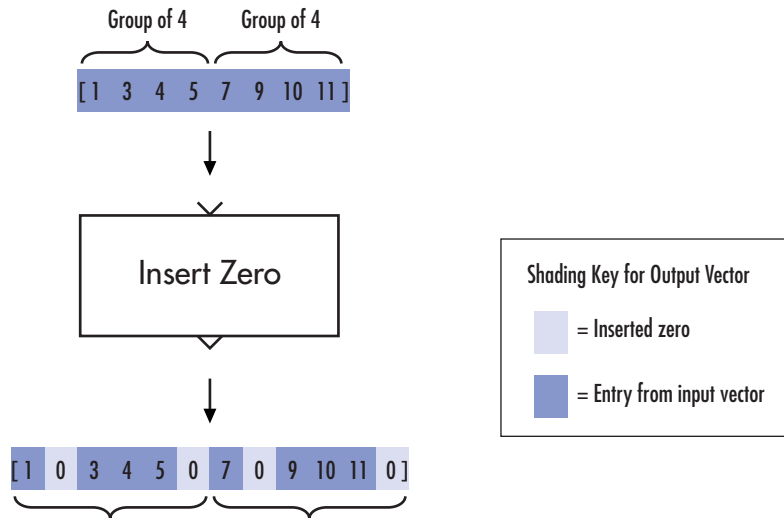 Group of 4 Group of 4
[ 1 3 4 5 7 9 10 11 ]
Insert Zero
Shading Key for Output Vector
= Inserted zero
= Entry from input vector
[ 1 0 3 4 5 0 7 0 9 10 11 0 ]